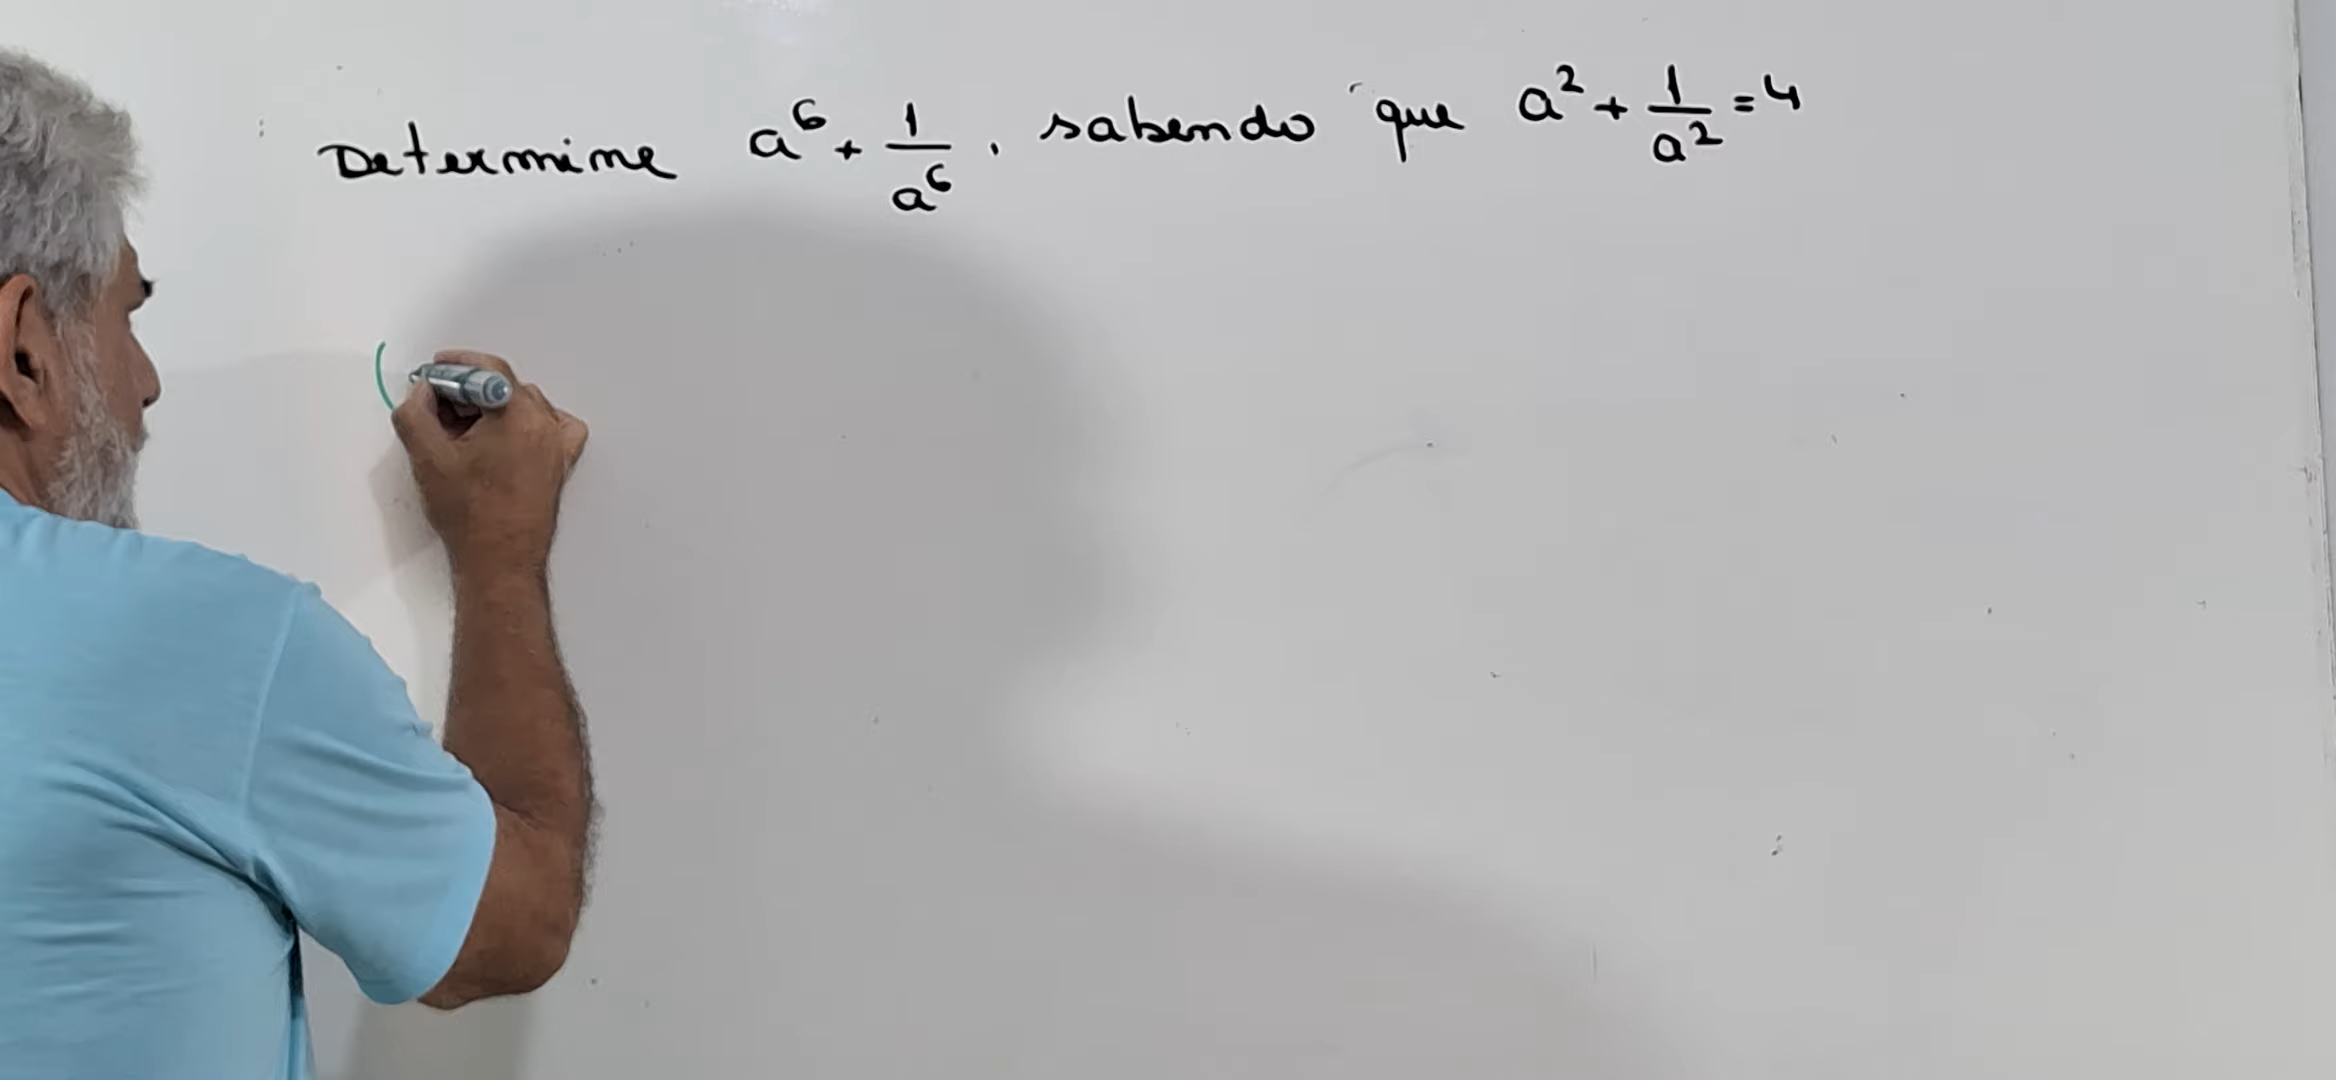 Determine a⁶ + 1/a⁶, sabendo que a² + 1/a² = 4
(